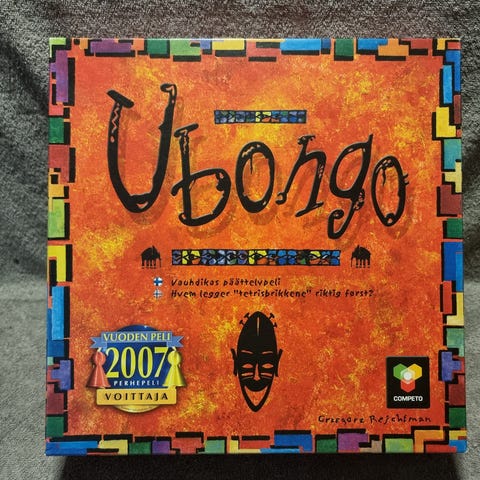 Ubongo
Vauhdikas päättelypeli
Hvem legger "tetrisbrikkene" riktig først?
VUODEN PELI
2007
PERHEPELI
VOITTAJA
COMPETO
Grzegorz Rejchtman